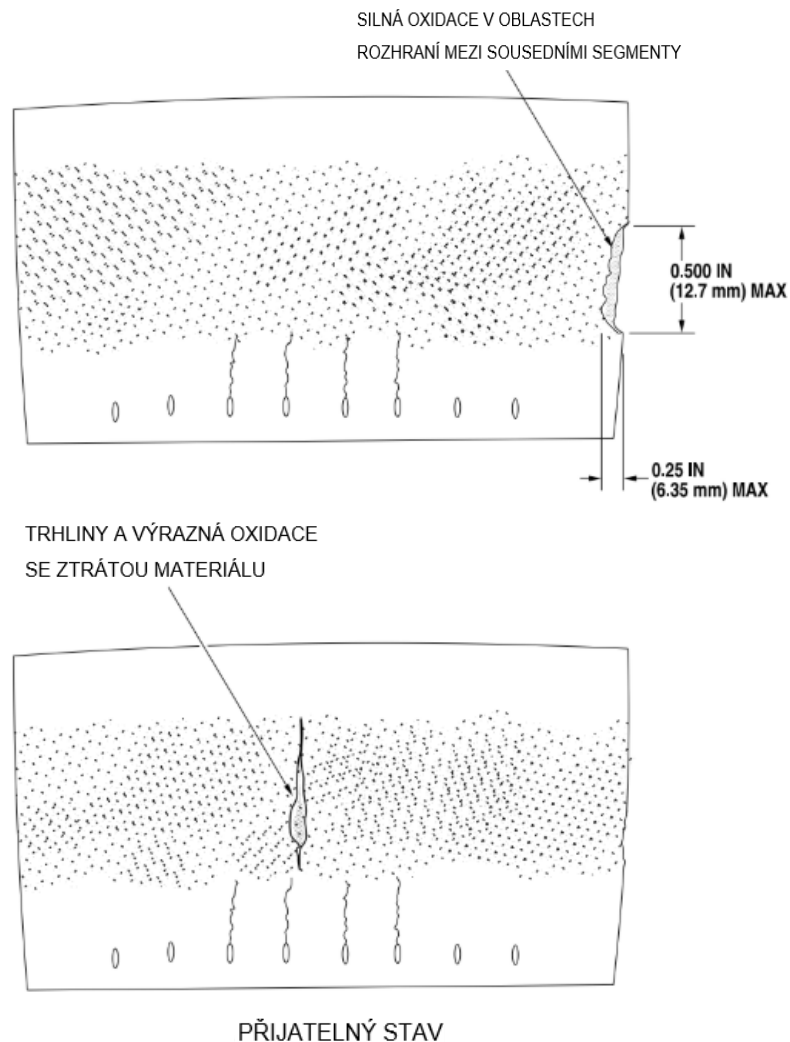 SILNÁ OXIDACE V OBLASTECH
ROZHRANÍ MEZI SOUSEDNÍMI SEGMENTY
0.500 IN
(12.7 mm) MAX
0.25 IN
(6.35 mm) MAX
TRHLINY A VÝRAZNÁ OXIDACE
SE ZTRÁTOU MATERIÁLU
PŘIJATELNÝ STAV